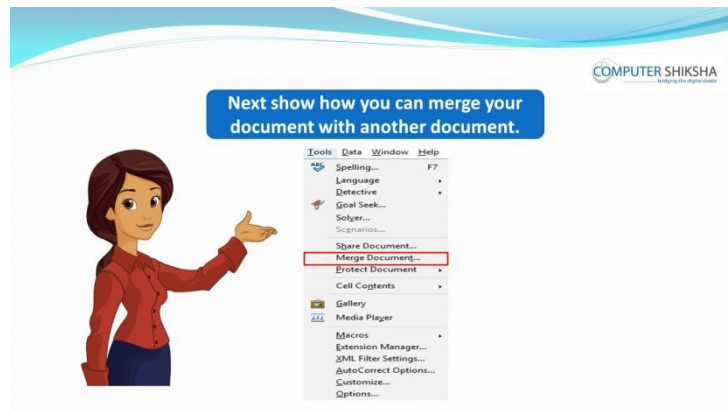 COMPUTER SHIKSHA
bridging the digital divide
Next show how you can merge your
document with another document.
Tools Data Window Help
ABC Spelling... F7
Language
Detective
Goal Seek...
Solver...
Scenarios...
Share Document...
Merge Document...
Protect Document
Cell Contents
Gallery
Media Player
Macros
Extension Manager...
XML Filter Settings...
AutoCorrect Options...
Customize...
Options...